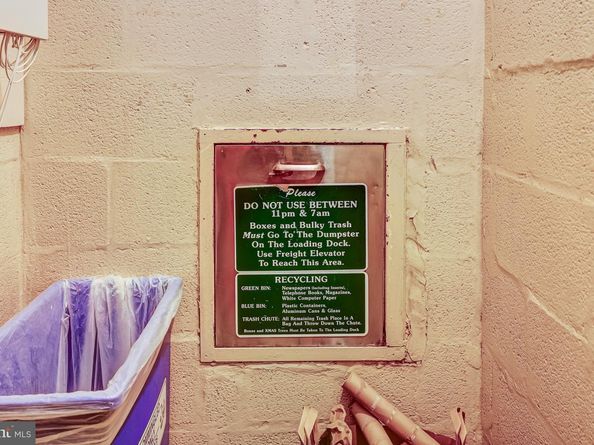 Please
DO NOT USE BETWEEN
11pm & 7am
Boxes and Bulky Trash
Must Go To The Dumpster
On The Loading Dock.
Use Freight Elevator
To Reach This Area.
RECYCLING
GREEN BIN: Newspapers (Including Inserts),
Telephone Books, Magazines,
White Computer Paper
BLUE BIN: Plastic Containers,
Aluminum Cans & Glass
TRASH CHUTE: All Remaining Trash Place In A
Bag And Throw Down The Chute.
Boxes and XMAS Trees Must Be Taken To The Loading Dock
MLS